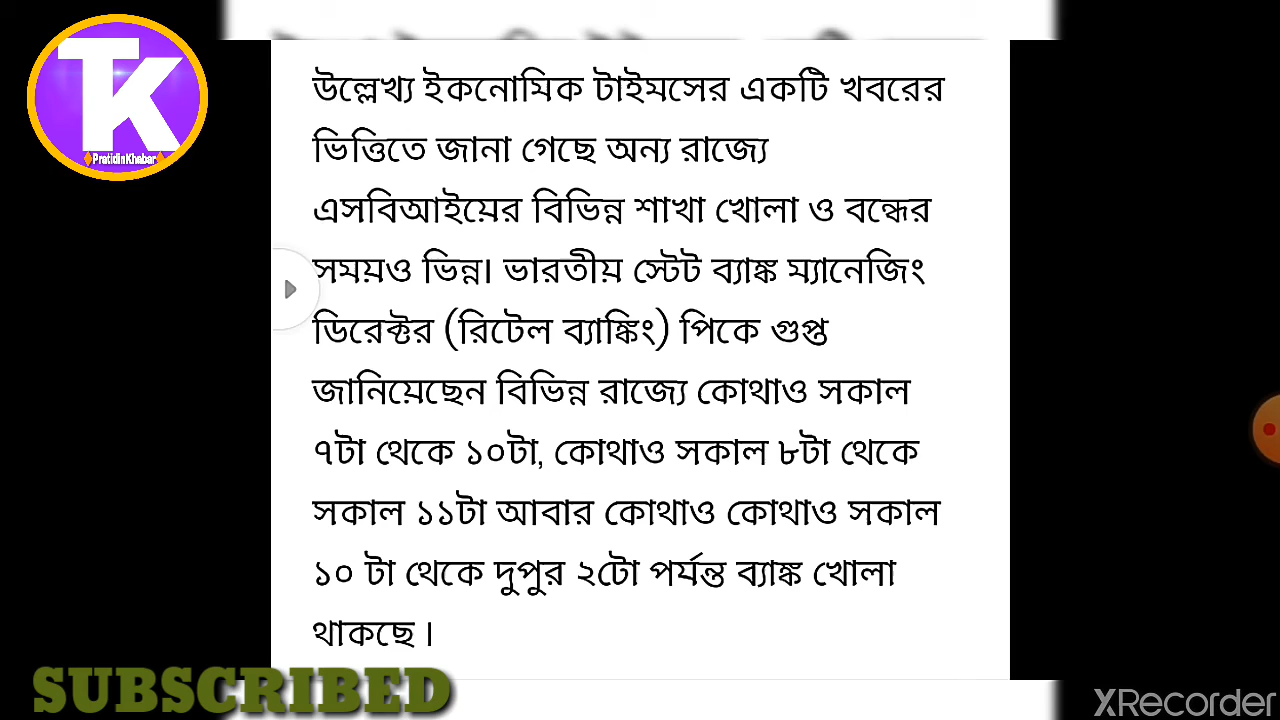 TK
PratidinKhabar
উল্লেখ্য ইকনোমিক টাইমসের একটি খবরের
ভিত্তিতে জানা গেছে অন্য রাজ্যে
এসবিআইয়ের বিভিন্ন শাখা খোলা ও বন্ধের
সময়ও ভিন্ন। ভারতীয় স্টেট ব্যাঙ্ক ম্যানেজিং
ডিরেক্টর (রিটেল ব্যাঙ্কিং) পিকে গুপ্ত
জানিয়েছেন বিভিন্ন রাজ্যে কোথাও সকাল
৭টা থেকে ১০টা, কোথাও সকাল ৮টা থেকে
সকাল ১১টা আবার কোথাও কোথাও সকাল
১০ টা থেকে দুপুর ২টো পর্যন্ত ব্যাঙ্ক খোলা
থাকছে ।
SUBSCRIBED
XRecorder